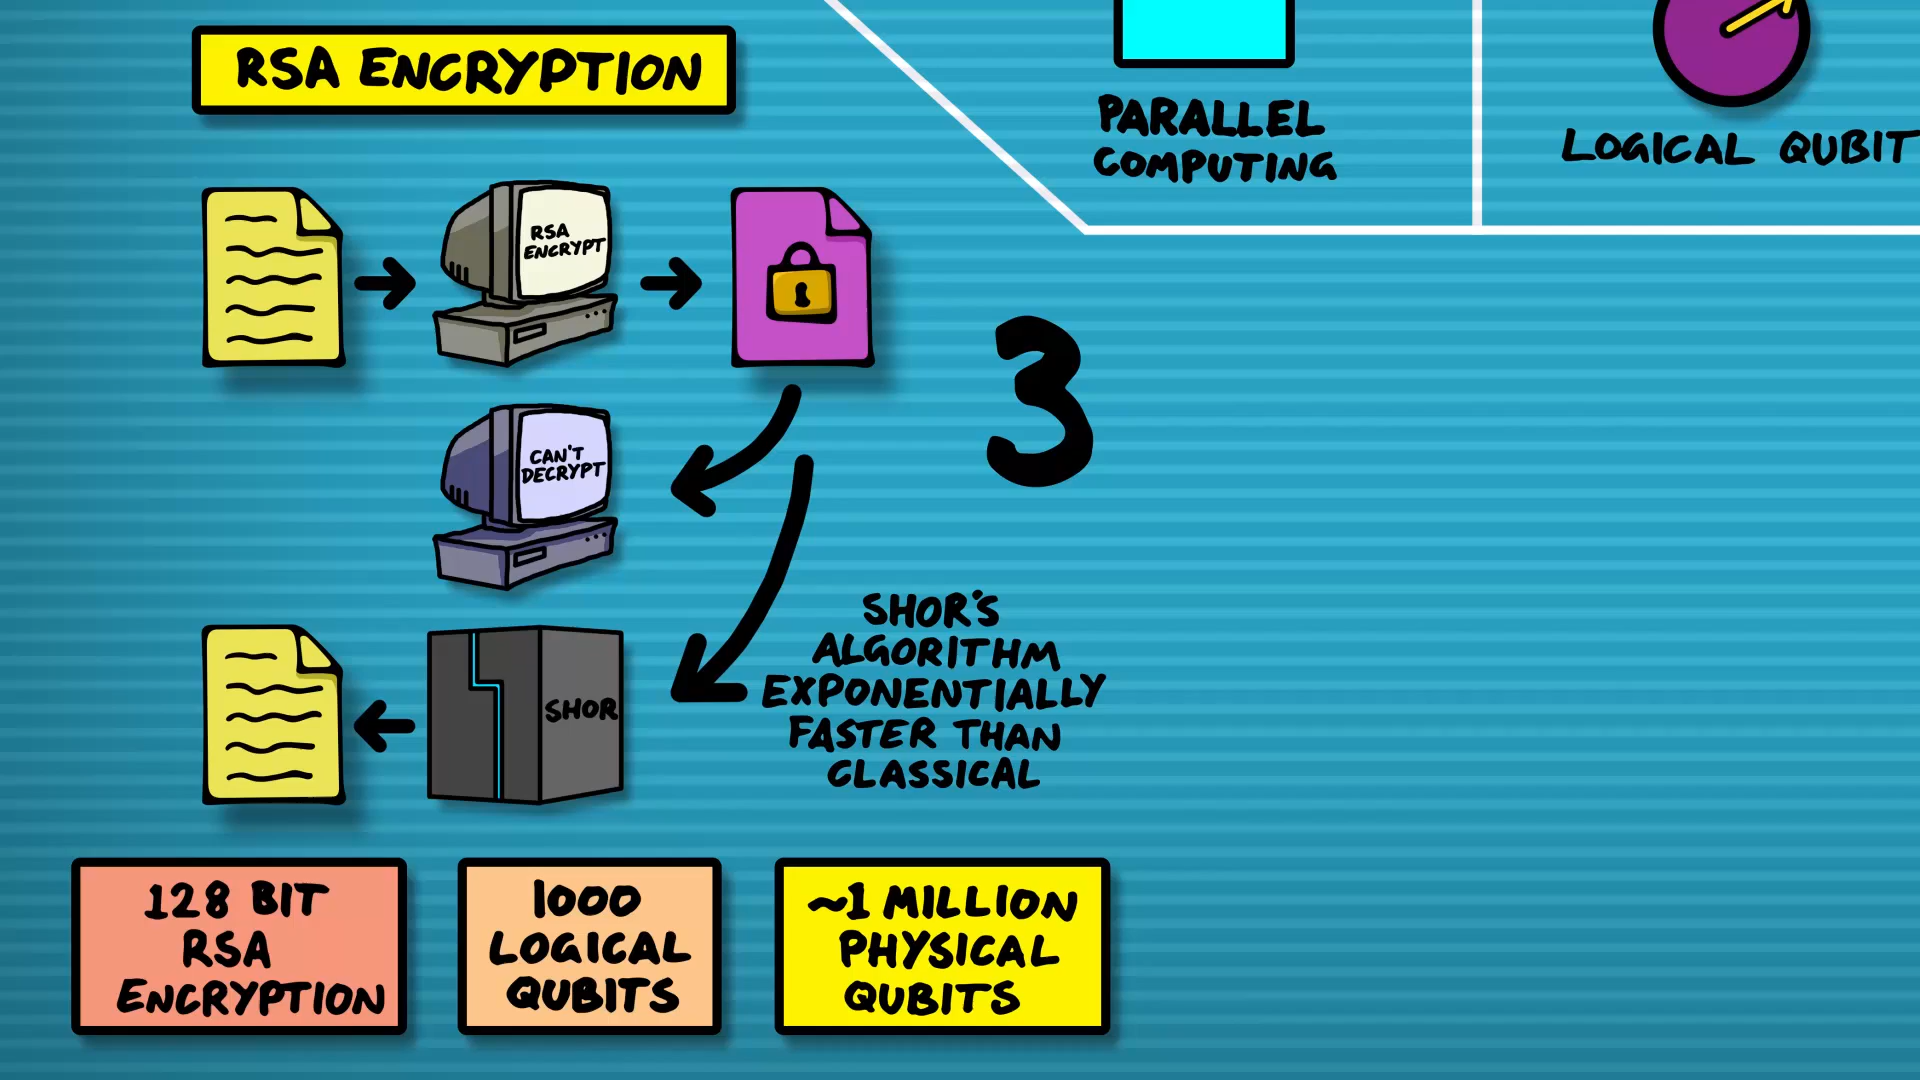 RSA ENCRYPTION
PARALLEL
COMPUTING
LOGICAL QUBIT
RSA
ENCRYPT
3
CAN'T
DECRYPT
SHOR
SHOR'S
ALGORITHM
EXPONENTIALLY
FASTER THAN
CLASSICAL
128 BIT
RSA
ENCRYPTION
1000
LOGICAL
QUBITS
~1 MILLION
PHYSICAL
QUBITS